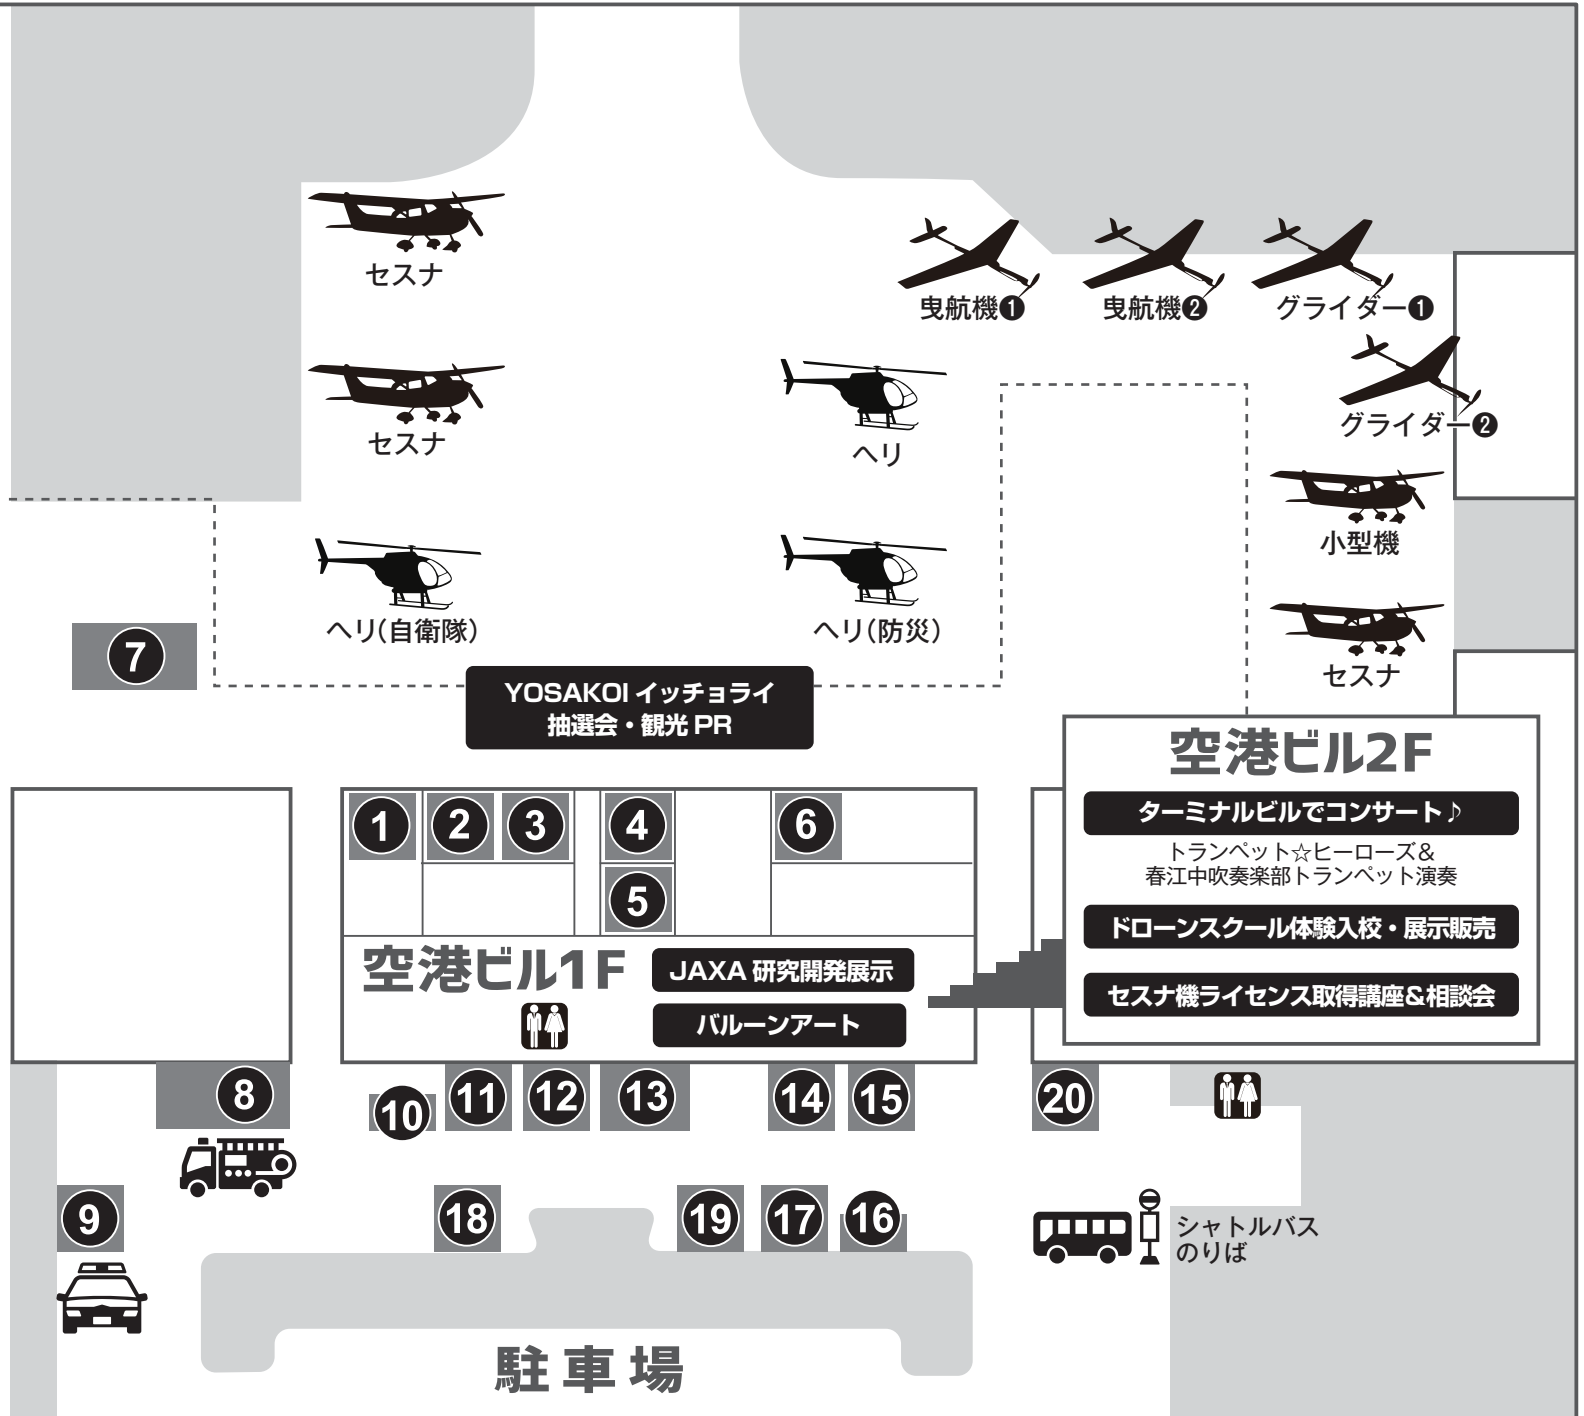 セスナ
曳航機❶
曳航機❷
グライダー❶
セスナ
ヘリ
グライダー❷
小型機
ヘリ(自衛隊)
ヘリ(防災)
セスナ
7
YOSAKOI イッチョライ
抽選会・観光 PR
空港ビル2F
ターミナルビルでコンサート♪
トランペット☆ヒーローズ&
春江中吹奏楽部トランペット演奏
ドローンスクール体験入校・展示販売
セスナ機ライセンス取得講座&相談会
1
2
3
4
6
5
空港ビル1F
JAXA 研究開発展示
バルーンアート
8
10
11
12
13
14
15
20
9
18
19
17
16
シャトルバス
のりば
駐車場